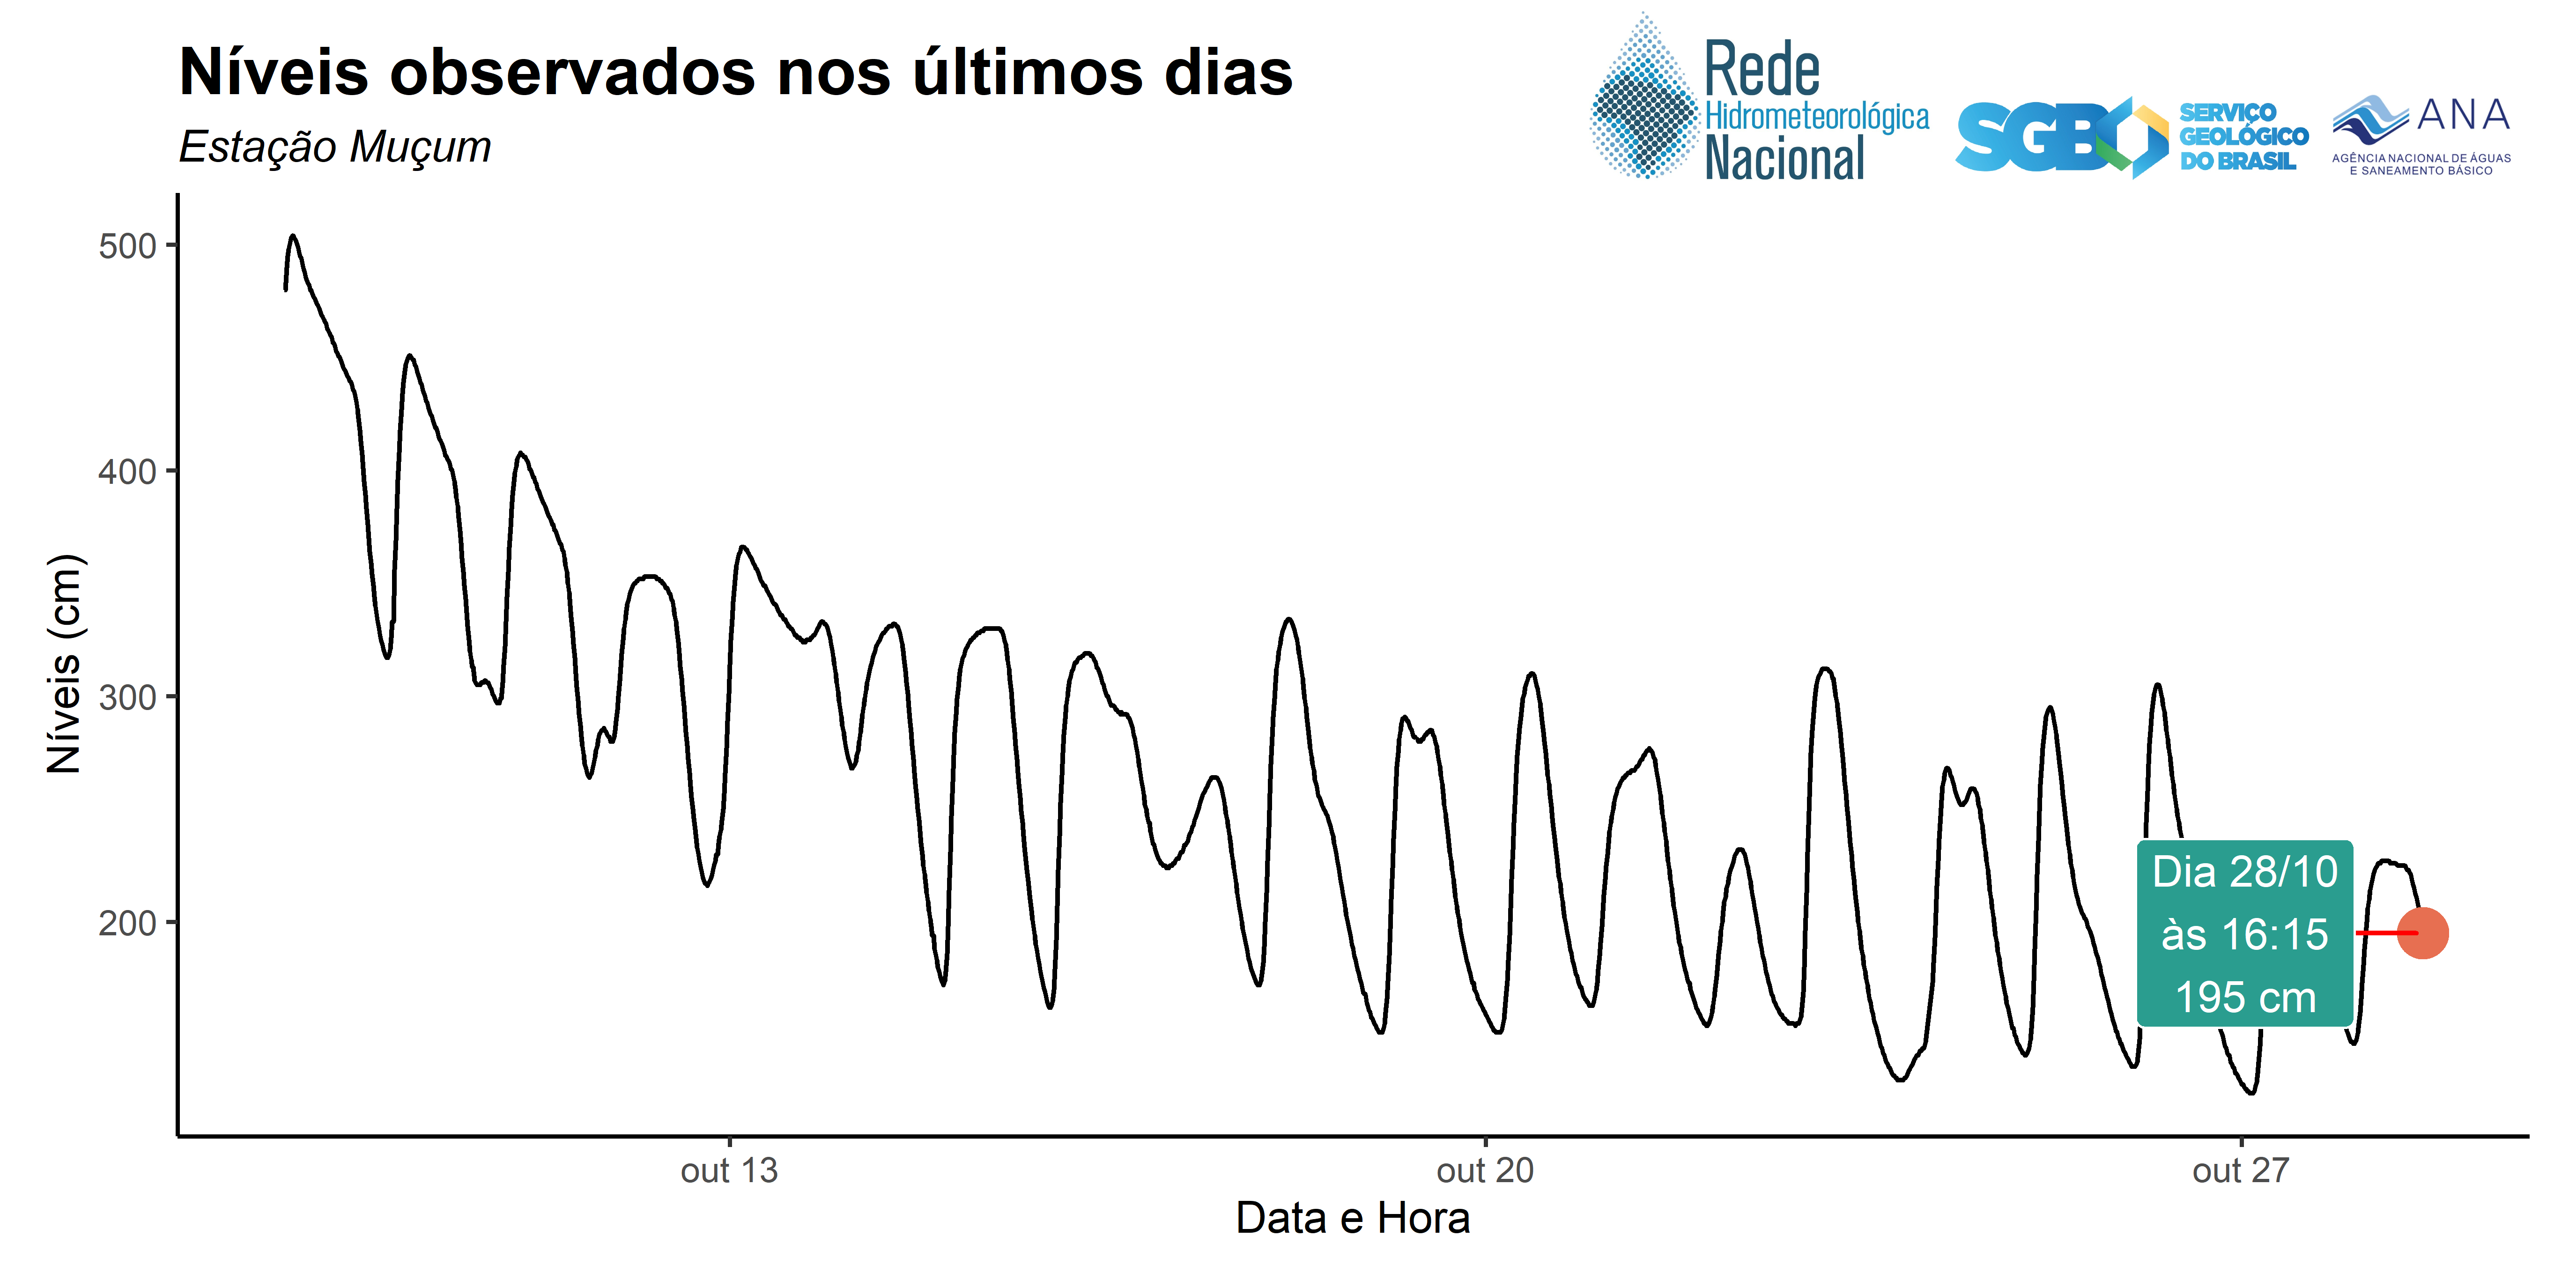 Níveis observados nos últimos dias
Estação Muçum
Rede
Hidrometeorológica
Nacional
SGB
SERVIÇO
GEOLÓGICO
DO BRASIL
ANA
AGÊNCIA NACIONAL DE ÁGUAS
E SANEAMENTO BÁSICO
Níveis (cm)
500
400
300
200
Dia 28/10
às 16:15
195 cm
out 13
out 20
out 27
Data e Hora